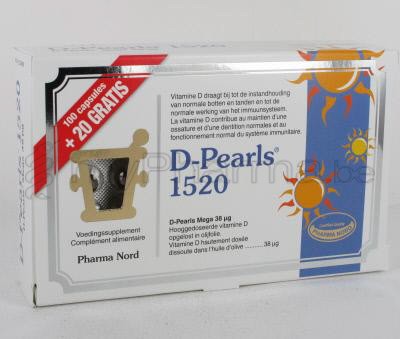 100 capsules
+ 20 GRATIS
Vitamine D draagt bij tot de instandhouding
van normale botten en tanden en tot de
normale werking van het immuunsysteem.
La vitamine D contribue au maintien d'une
ossature et d'une dentition normales et au
fonctionnement normal du système immunitaire.
D-Pearls®
1520
D-Pearls Mega 38 µg
Hooggedoseerde vitamine D
opgelost in olijfolie.
Vitamine D hautement dosée
dissoute dans l'huile d'olive .......... 38 µg
Voedingssupplement
Complément alimentaire
Pharma Nord
PHARMA NORD